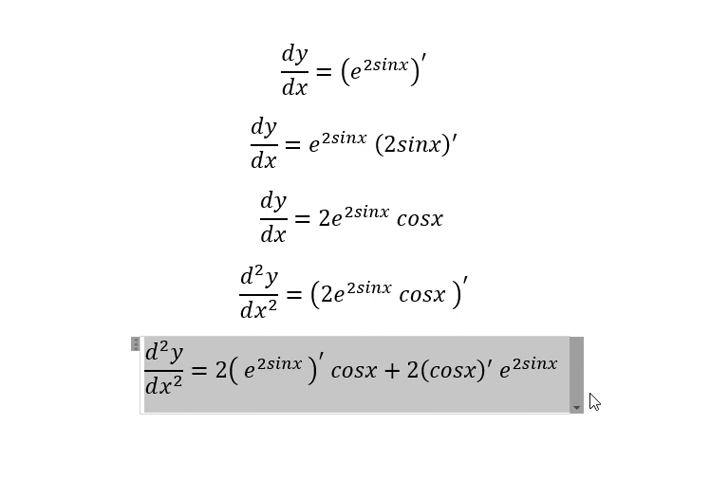 dy/dx = (e^{2sinx})′
dy/dx = e^{2sinx} (2sinx)′
dy/dx = 2e^{2sinx} cosx
d²y/dx² = (2e^{2sinx} cosx )′
d²y/dx² = 2( e^{2sinx} )′ cosx + 2(cosx)′ e^{2sinx}